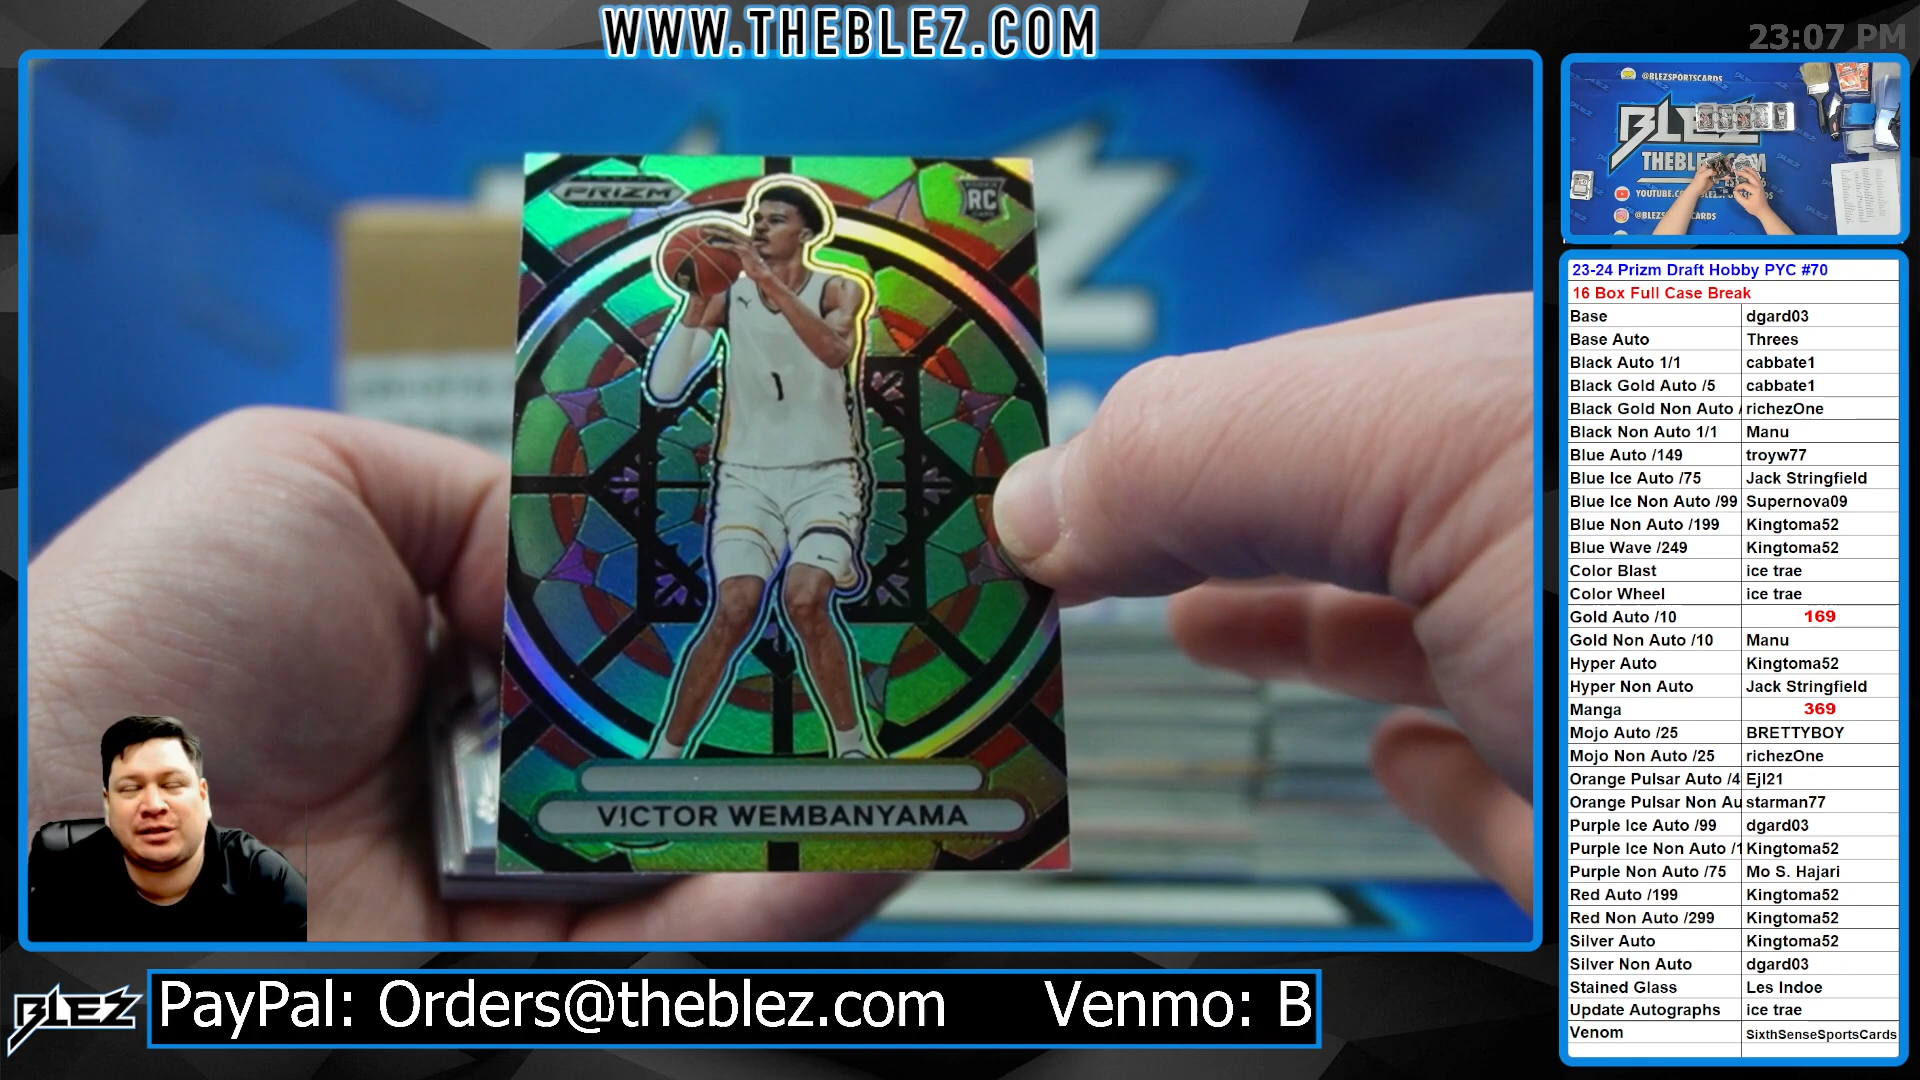 WWW.THEBLEZ.COM
23:07 PM
PRIZM
RC
1
VICTOR WEMBANYAMA
@BLEZSPORTSCARDS
BLEZ
THEBLEZ.COM
23-24 Prizm Draft Hobby PYC #70
16 Box Full Case Break
Base dgard03
Base Auto Threes
Black Auto 1/1 cabbate1
Black Gold Auto /5 cabbate1
Black Gold Non Auto / richezOne
Black Non Auto 1/1 Manu
Blue Auto /149 troyw77
Blue Ice Auto /75 Jack Stringfield
Blue Ice Non Auto /99 Supernova09
Blue Non Auto /199 Kingtoma52
Blue Wave /249 Kingtoma52
Color Blast ice trae
Color Wheel ice trae
Gold Auto /10 169
Gold Non Auto /10 Manu
Hyper Auto Kingtoma52
Hyper Non Auto Jack Stringfield
Manga 369
Mojo Auto /25 BRETTYBOY
Mojo Non Auto /25 richezOne
Orange Pulsar Auto /4 Ejl21
Orange Pulsar Non Au starman77
Purple Ice Auto /99 dgard03
Purple Ice Non Auto /1 Kingtoma52
Purple Non Auto /75 Mo S. Hajari
Red Auto /199 Kingtoma52
Red Non Auto /299 Kingtoma52
Silver Auto Kingtoma52
Silver Non Auto dgard03
Stained Glass Les Indoe
Update Autographs ice trae
Venom SixthSenseSportsCards
BLEZ
PayPal: Orders@theblez.com Venmo: B